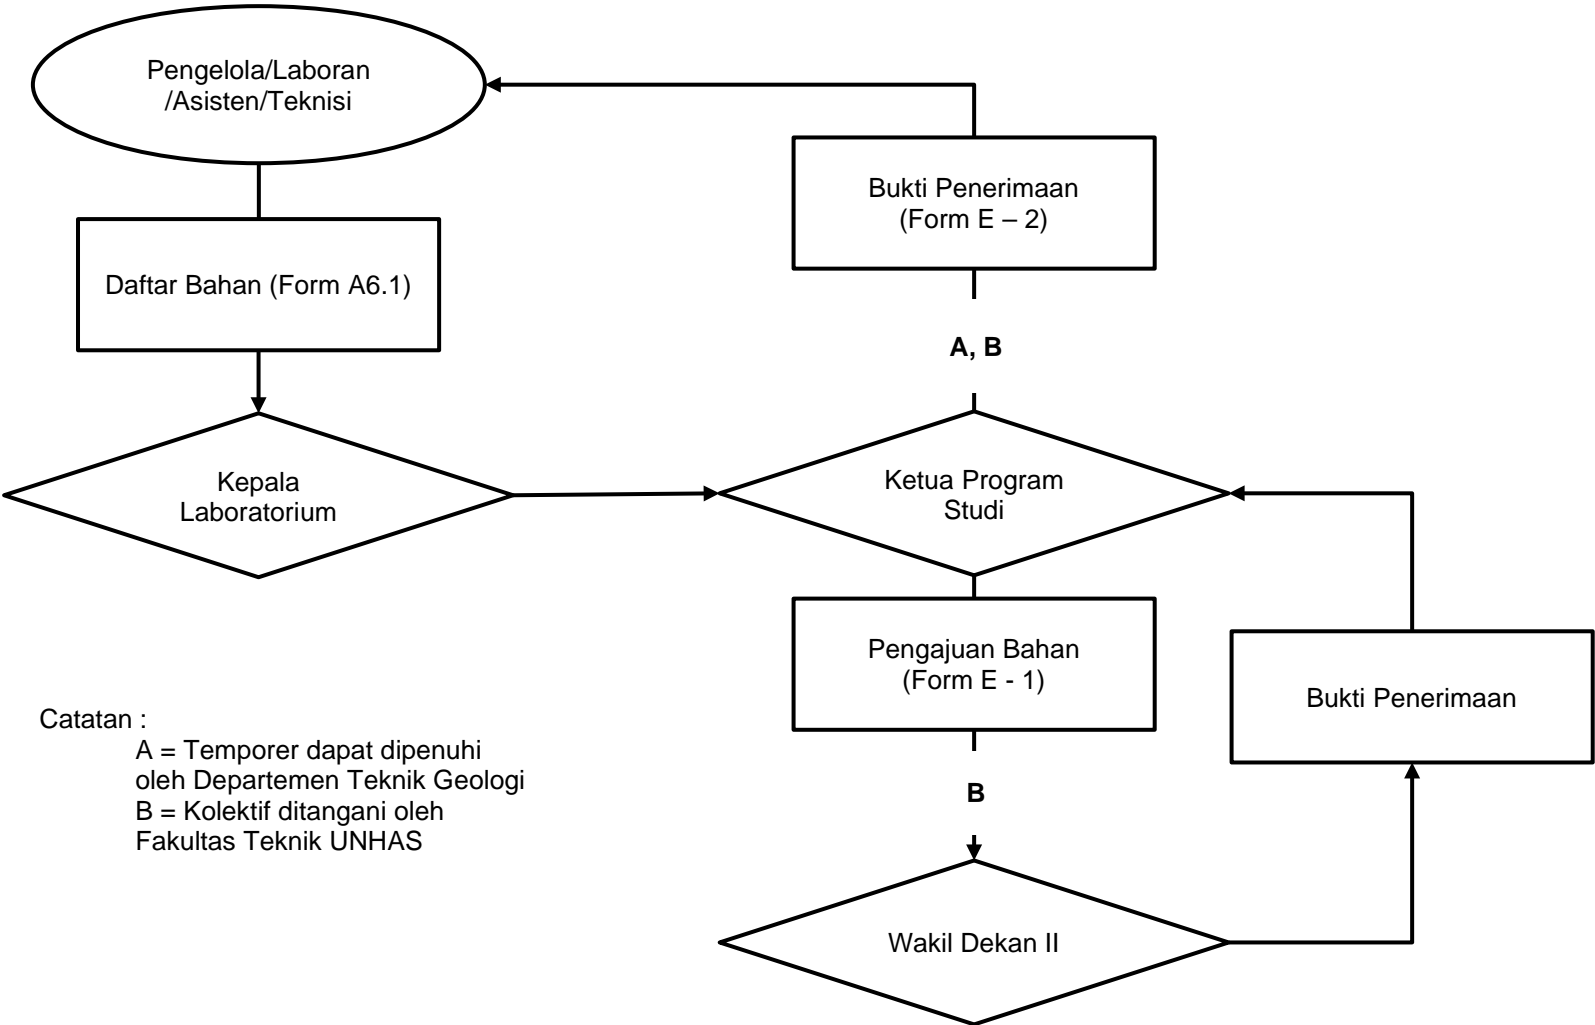 Pengelola/Laboran
/Asisten/Teknisi
Bukti Penerimaan
(Form E – 2)
Daftar Bahan (Form A6.1)
A, B
Kepala
Laboratorium
Ketua Program
Studi
Pengajuan Bahan
(Form E - 1)
Bukti Penerimaan
Catatan :
A = Temporer dapat dipenuhi
oleh Departemen Teknik Geologi
B = Kolektif ditangani oleh
Fakultas Teknik UNHAS
B
Wakil Dekan II